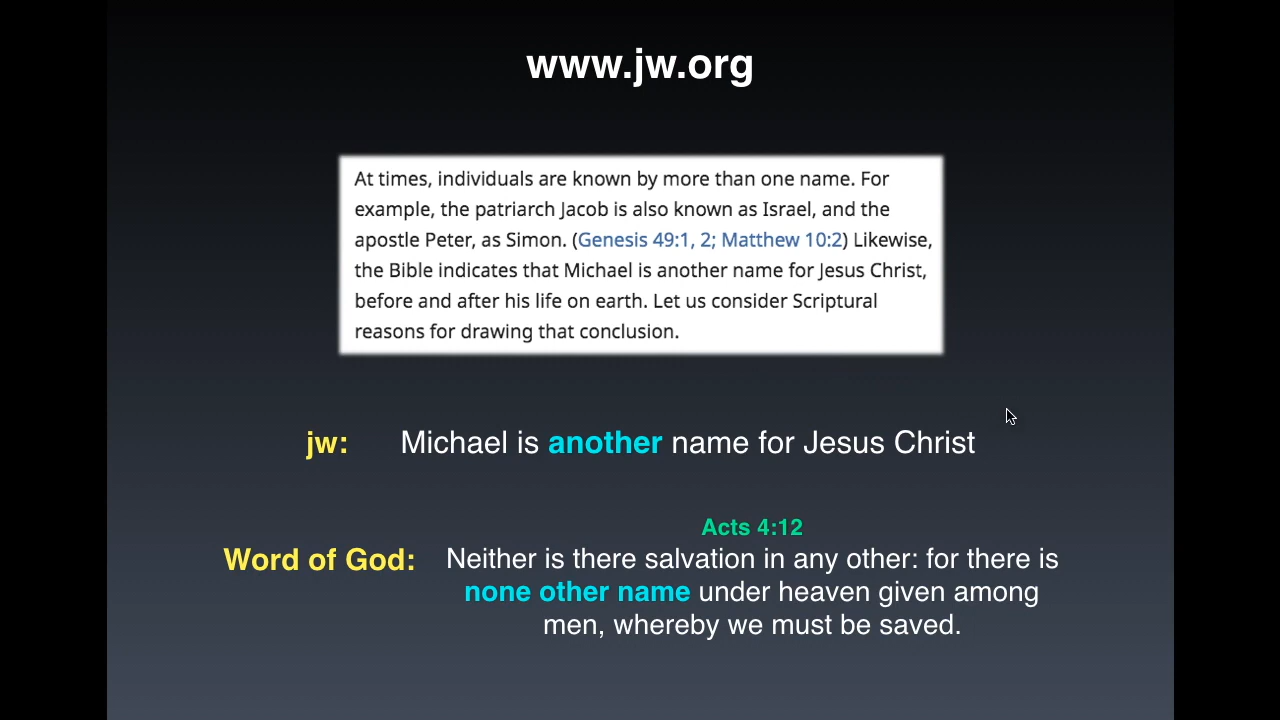 www.jw.org
At times, individuals are known by more than one name. For
example, the patriarch Jacob is also known as Israel, and the
apostle Peter, as Simon. (Genesis 49:1, 2; Matthew 10:2) Likewise,
the Bible indicates that Michael is another name for Jesus Christ,
before and after his life on earth. Let us consider Scriptural
reasons for drawing that conclusion.
jw: Michael is another name for Jesus Christ
Acts 4:12
Word of God: Neither is there salvation in any other: for there is
none other name under heaven given among
men, whereby we must be saved.